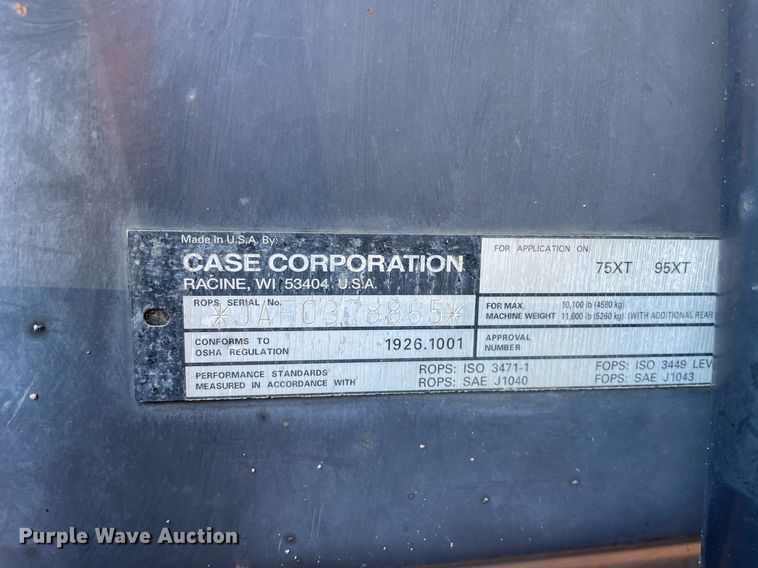 Made in U.S.A. By:
CASE CORPORATION
RACINE, WI 53404 U.S.A.
ROPS SERIAL No.
*JAF0378865*
CONFORMS TO
OSHA REGULATION
1926.1001
PERFORMANCE STANDARDS
MEASURED IN ACCORDANCE WITH
ROPS: ISO 3471-1
ROPS: SAE J1040
FOR APPLICATION ON
75XT 95XT
FOR MAX. 10,100 lb (4580 kg)
MACHINE WEIGHT 11,600 lb (5260 kg) (WITH ADDITIONAL REAR
APPROVAL
NUMBER
FOPS: ISO 3449 LEV
FOPS: SAE J1043
Purple Wave Auction